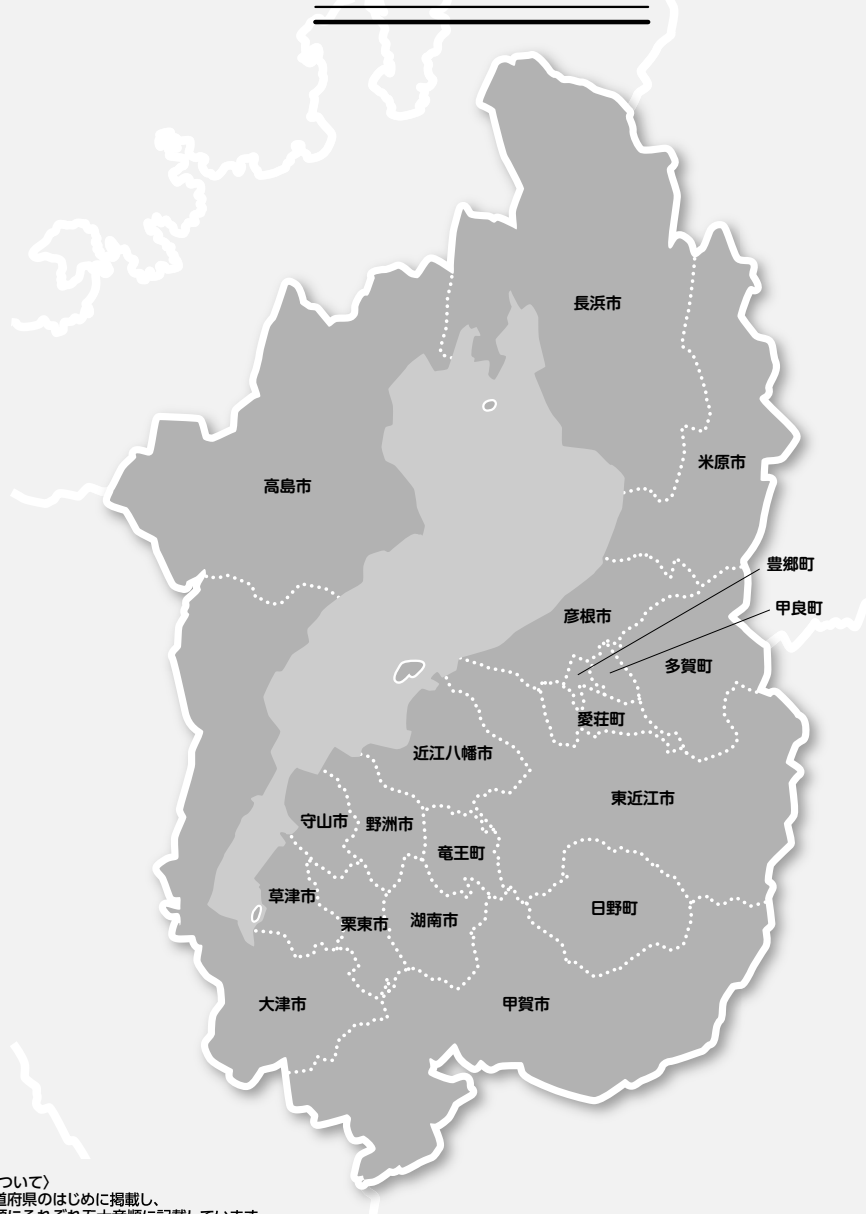 長浜市
米原市
高島市
豊郷町
甲良町
彦根市
多賀町
愛荘町
近江八幡市
東近江市
守山市
野洲市
竜王町
草津市
栗東市
湖南市
日野町
大津市
甲賀市
ついて〉
道府県のはじめに掲載し、